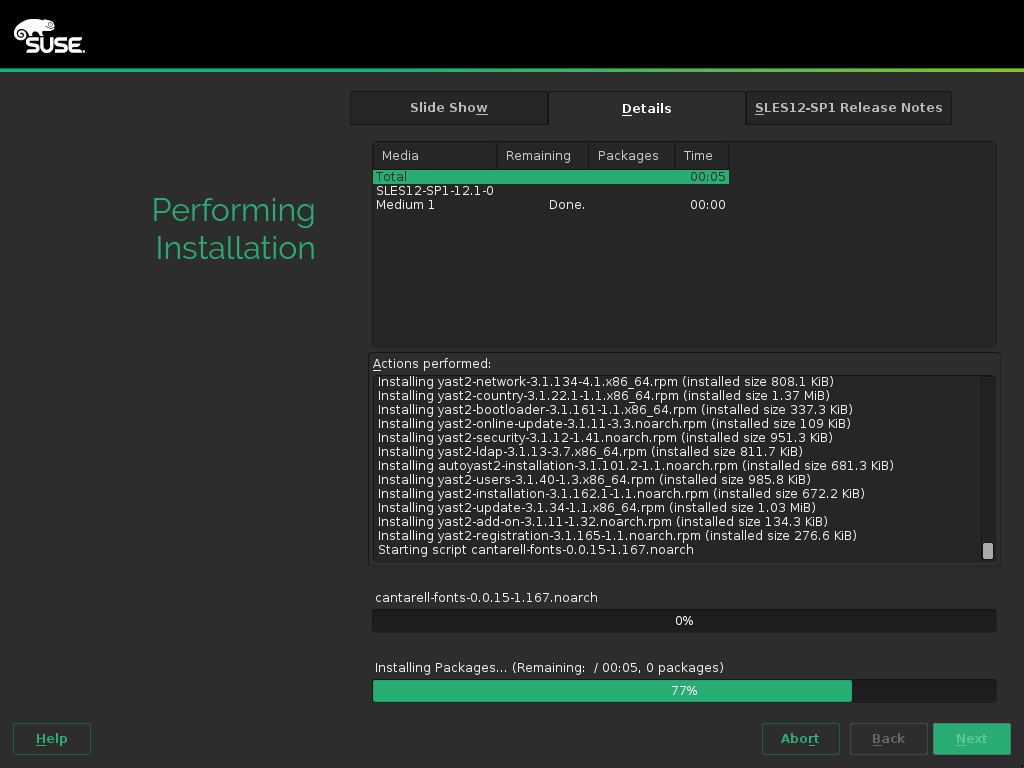 SUSE.
Slide Show
Details
SLES12-SP1 Release Notes
Performing
Installation
Media Remaining Packages Time
Total 00:05
SLES12-SP1-12.1-0
Medium 1 Done. 00:00
Actions performed:
Installing yast2-network-3.1.134-4.1.x86_64.rpm (installed size 808.1 KiB)
Installing yast2-country-3.1.22.1-1.1.x86_64.rpm (installed size 1.37 MiB)
Installing yast2-bootloader-3.1.161-1.1.x86_64.rpm (installed size 337.3 KiB)
Installing yast2-online-update-3.1.11-3.3.noarch.rpm (installed size 109 KiB)
Installing yast2-security-3.1.12-1.41.noarch.rpm (installed size 951.3 KiB)
Installing yast2-ldap-3.1.13-3.7.x86_64.rpm (installed size 811.7 KiB)
Installing autoyast2-installation-3.1.101.2-1.1.noarch.rpm (installed size 681.3 KiB)
Installing yast2-users-3.1.40-1.3.x86_64.rpm (installed size 985.8 KiB)
Installing yast2-installation-3.1.162.1-1.1.noarch.rpm (installed size 672.2 KiB)
Installing yast2-update-3.1.34-1.1.x86_64.rpm (installed size 1.03 MiB)
Installing yast2-add-on-3.1.11-1.32.noarch.rpm (installed size 134.3 KiB)
Installing yast2-registration-3.1.165-1.1.noarch.rpm (installed size 276.6 KiB)
Starting script cantarell-fonts-0.0.15-1.167.noarch
cantarell-fonts-0.0.15-1.167.noarch
0%
Installing Packages... (Remaining:  / 00:05, 0 packages)
77%
Help
Abort
Back
Next